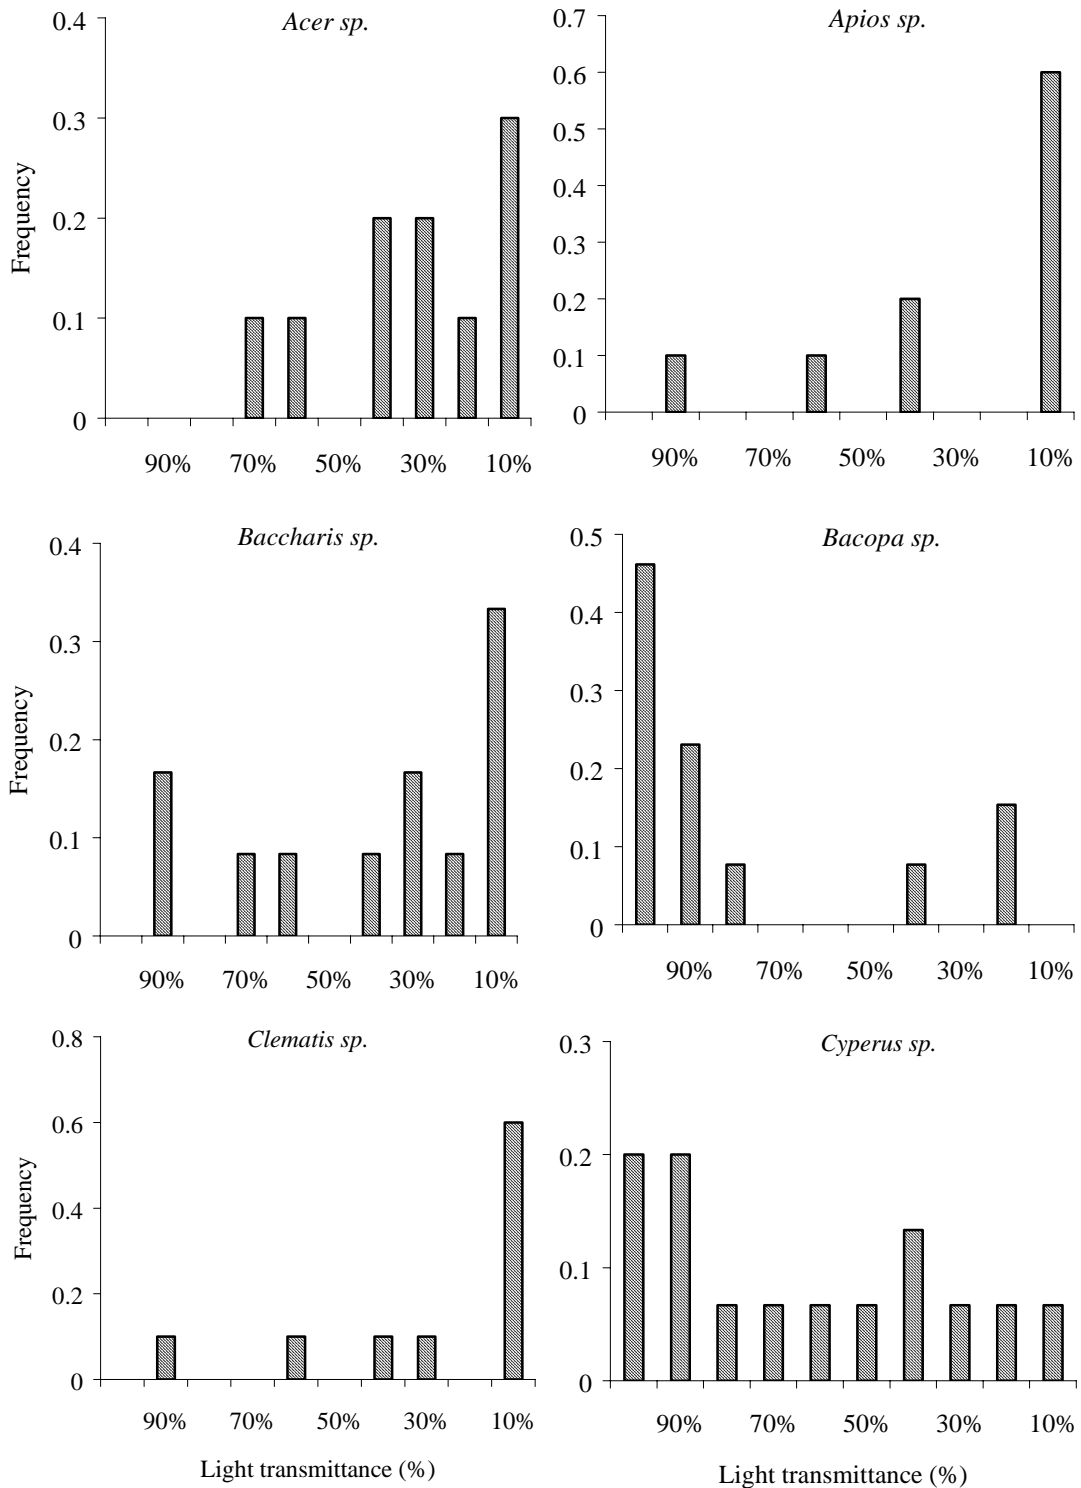 Acer sp.
0.4
0.3
0.2
0.1
0
Frequency
90% 70% 50% 30% 10%
Apios sp.
0.7
0.6
0.5
0.4
0.3
0.2
0.1
0
90% 70% 50% 30% 10%
Baccharis sp.
0.4
0.3
0.2
0.1
0
Frequency
90% 70% 50% 30% 10%
Bacopa sp.
0.5
0.4
0.3
0.2
0.1
0
90% 70% 50% 30% 10%
Clematis sp.
0.8
0.6
0.4
0.2
0
Frequency
90% 70% 50% 30% 10%
Light transmittance (%)
Cyperus sp.
0.3
0.2
0.1
0
90% 70% 50% 30% 10%
Light transmittance (%)